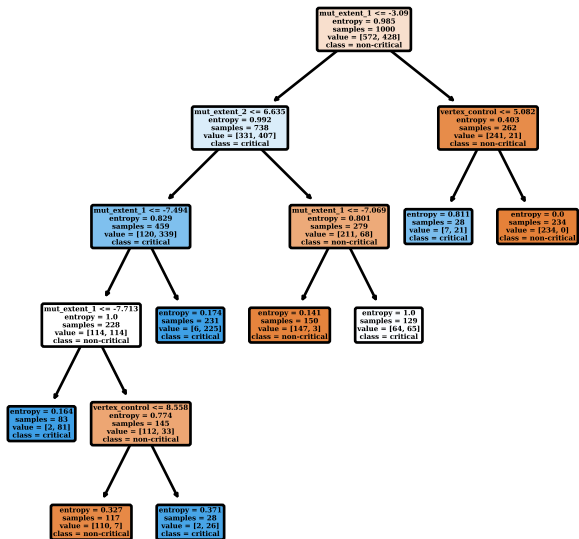 mut_extent_1 <= -3.09
entropy = 0.985
samples = 1000
value = [572, 428]
class = non-critical
mut_extent_2 <= 6.635
entropy = 0.992
samples = 738
value = [331, 407]
class = critical
vertex_control <= 5.082
entropy = 0.403
samples = 262
value = [241, 21]
class = non-critical
mut_extent_1 <= -7.494
entropy = 0.829
samples = 459
value = [120, 339]
class = critical
mut_extent_1 <= -7.069
entropy = 0.801
samples = 279
value = [211, 68]
class = non-critical
entropy = 0.811
samples = 28
value = [7, 21]
class = critical
entropy = 0.0
samples = 234
value = [234, 0]
class = non-critical
mut_extent_1 <= -7.713
entropy = 1.0
samples = 228
value = [114, 114]
class = non-critical
entropy = 0.174
samples = 231
value = [6, 225]
class = critical
entropy = 0.141
samples = 150
value = [147, 3]
class = non-critical
entropy = 1.0
samples = 129
value = [64, 65]
class = critical
entropy = 0.164
samples = 83
value = [2, 81]
class = critical
vertex_control <= 8.558
entropy = 0.774
samples = 145
value = [112, 33]
class = non-critical
entropy = 0.327
samples = 117
value = [110, 7]
class = non-critical
entropy = 0.371
samples = 28
value = [2, 26]
class = critical